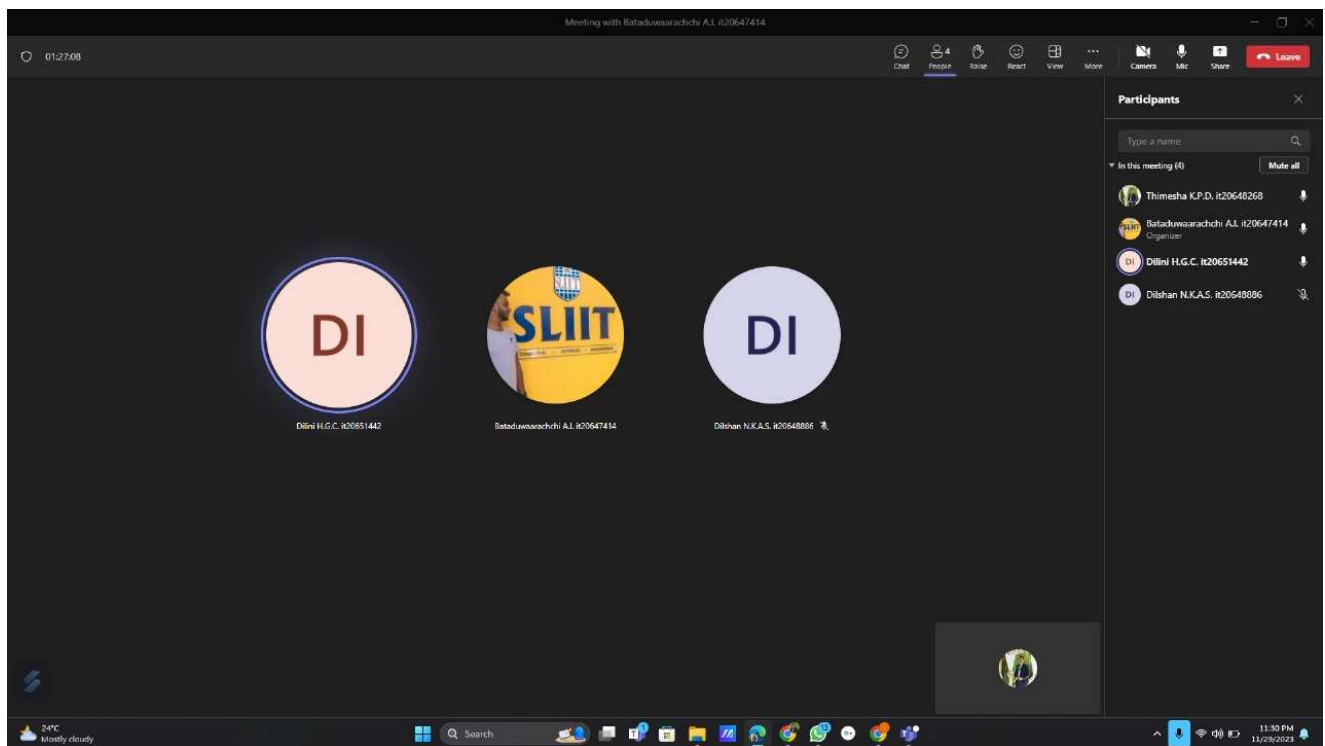 Meeting with Bataduwaarachchi A.I. it20647414
01:27:08
Chat
4
People
Raise
React
View
More
Camera
Mic
Share
Leave
Participants
Type a name
In this meeting (4)
Mute all
Thimesha K.P.D. it20648268
Bataduwaarachchi A.I. it20647414
Organizer
DI
Dilini H.G.C. it20651442
DI
Dilshan N.K.A.S. it20648886
DI
SLIIT
DI
Dilini H.G.C. it20651442
Bataduwaarachchi A.I. it20647414
Dilshan N.K.A.S. it20648886
24°C
Mostly cloudy
Search
11:30 PM
11/29/2023